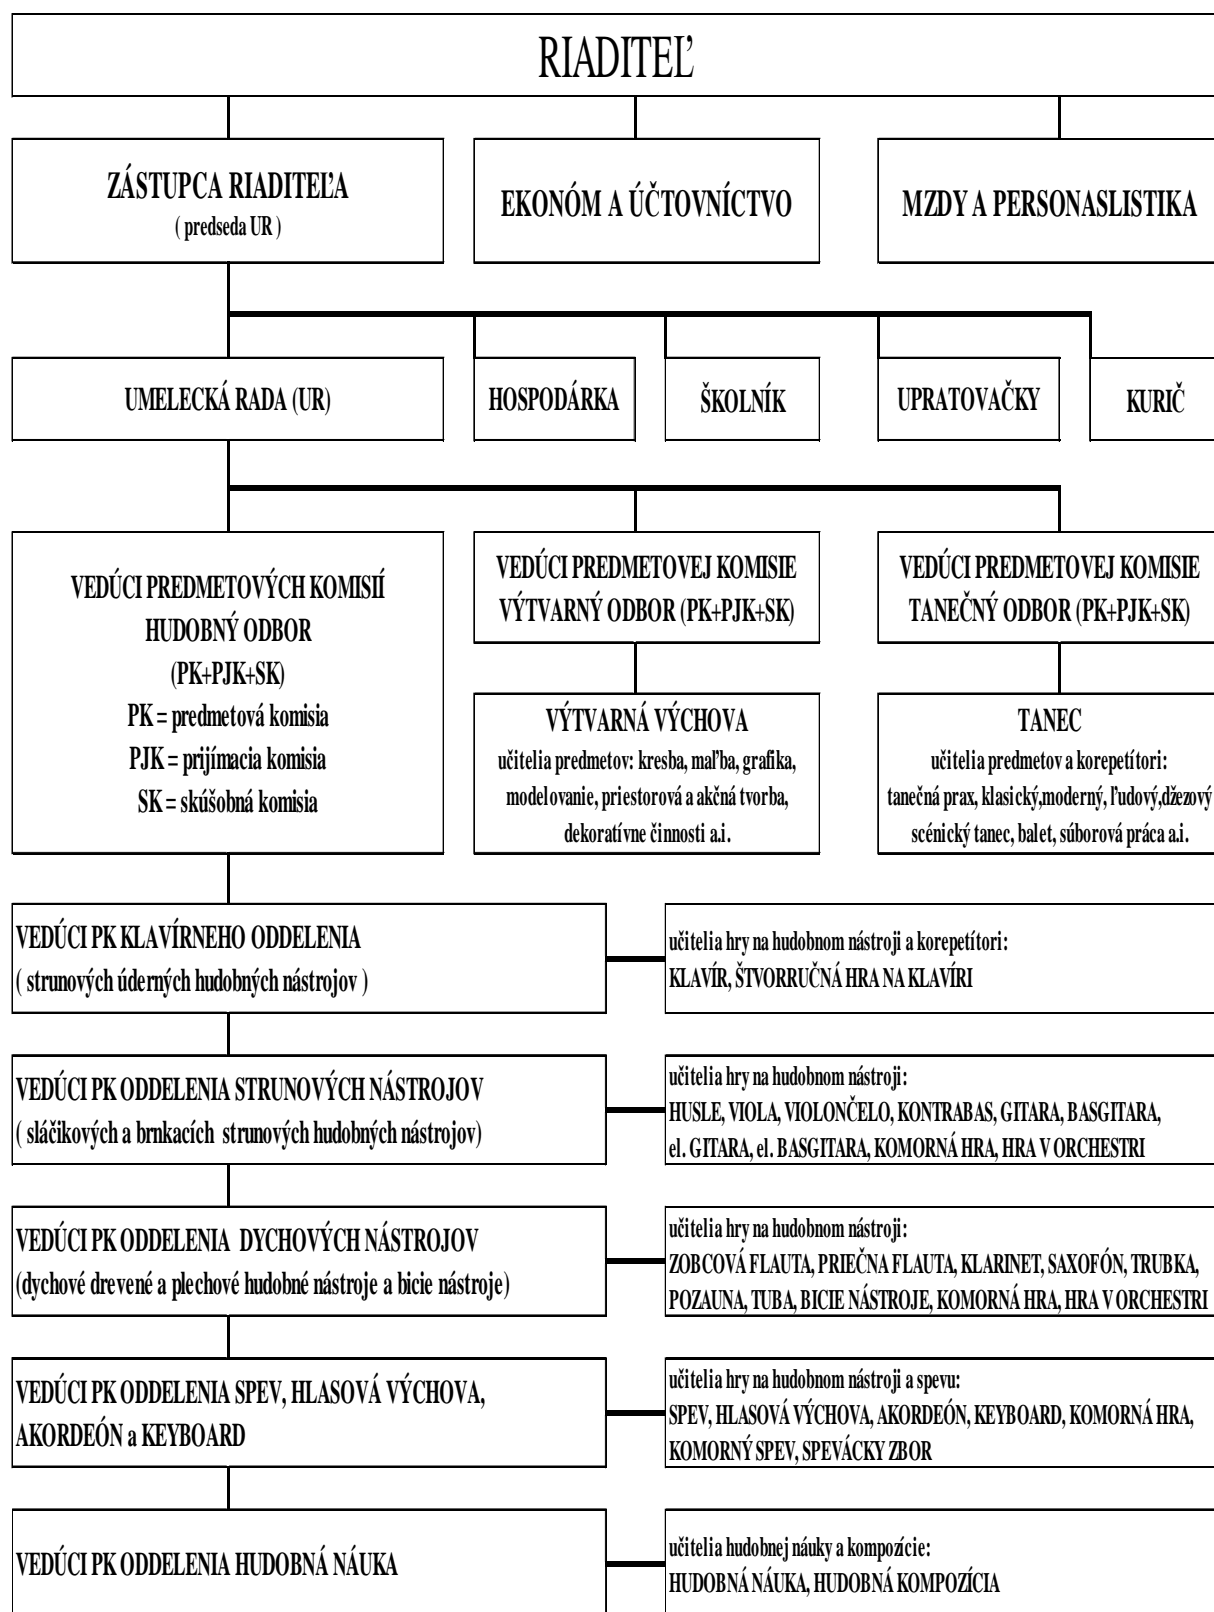 RIADITEĽ
ZÁSTUPCA RIADITEĽA
( predseda UR )
EKONÓM A ÚČTOVNÍCTVO
MZDY A PERSONASLISTIKA
UMELECKÁ RADA (UR)
HOSPODÁRKA
ŠKOLNÍK
UPRATOVAČKY
KURIČ
VEDÚCI PREDMETOVÝCH KOMISIÍ
HUDOBNÝ ODBOR
(PK+PJK+SK)
PK = predmetová komisia
PJK = prijímacia komisia
SK = skúšobná komisia
VEDÚCI PREDMETOVEJ KOMISIE
VÝTVARNÝ ODBOR (PK+PJK+SK)
VEDÚCI PREDMETOVEJ KOMISIE
TANEČNÝ ODBOR (PK+PJK+SK)
VÝTVARNÁ VÝCHOVA
učitelia predmetov: kresba, maľba, grafika,
modelovanie, priestorová a akčná tvorba,
dekoratívne činnosti a.i.
TANEC
učitelia predmetov a korepetítori:
tanečná prax, klasický,moderný, ľudový,džezový
scénický tanec, balet, súborová práca a.i.
VEDÚCI PK KLAVÍRNEHO ODDELENIA
( strunových úderných hudobných nástrojov )
učitelia hry na hudobnom nástroji a korepetítori:
KLAVÍR, ŠTVORRUČNÁ HRA NA KLAVÍRI
VEDÚCI PK ODDELENIA STRUNOVÝCH NÁSTROJOV
( sláčikových a brnkacích strunových hudobných nástrojov)
učitelia hry na hudobnom nástroji:
HUSLE, VIOLA, VIOLONČELO, KONTRABAS, GITARA, BASGITARA,
el. GITARA, el. BASGITARA, KOMORNÁ HRA, HRA V ORCHESTRI
VEDÚCI PK ODDELENIA DYCHOVÝCH NÁSTROJOV
(dychové drevené a plechové hudobné nástroje a bicie nástroje)
učitelia hry na hudobnom nástroji:
ZOBCOVÁ FLAUTA, PRIEČNA FLAUTA, KLARINET, SAXOFÓN, TRUBKA,
POZAUNA, TUBA, BICIE NÁSTROJE, KOMORNÁ HRA, HRA V ORCHESTRI
VEDÚCI PK ODDELENIA SPEV, HLASOVÁ VÝCHOVA,
AKORDEÓN a KEYBOARD
učitelia hry na hudobnom nástroji a spevu:
SPEV, HLASOVÁ VÝCHOVA, AKORDEÓN, KEYBOARD, KOMORNÁ HRA,
KOMORNÝ SPEV, SPEVÁCKY ZBOR
VEDÚCI PK ODDELENIA HUDOBNÁ NÁUKA
učitelia hudobnej náuky a kompozície:
HUDOBNÁ NÁUKA, HUDOBNÁ KOMPOZÍCIA